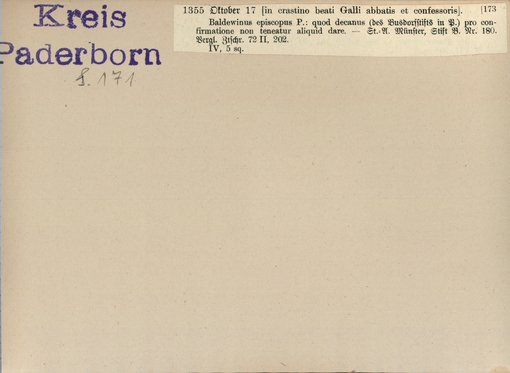 Kreis
Paderborn
S. 171
1355 Oktober 17 [in crastino beati Galli abbatis et confessoris]. [173
Baldewinus episcopus P.: quod decanus (des Busdorfstifts in P.) pro con-
firmatione non teneatur aliquid dare. — St.-A. Münster, Stift B. Nr. 180.
Vergl. Ztschr. 72 II, 202.
IV, 5 sq.